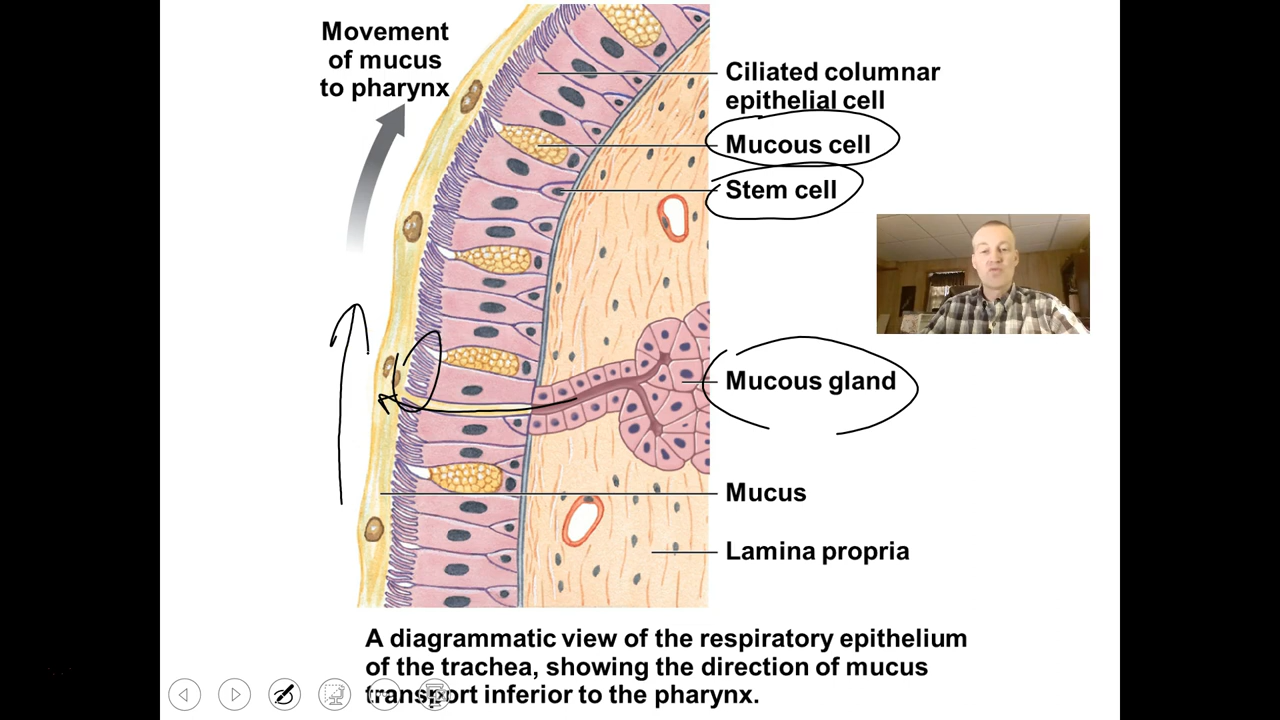 Movement
of mucus
to pharynx
Ciliated columnar
epithelial cell
Mucous cell
Stem cell
Mucous gland
Mucus
Lamina propria
A diagrammatic view of the respiratory epithelium
of the trachea, showing the direction of mucus
transport inferior to the pharynx.